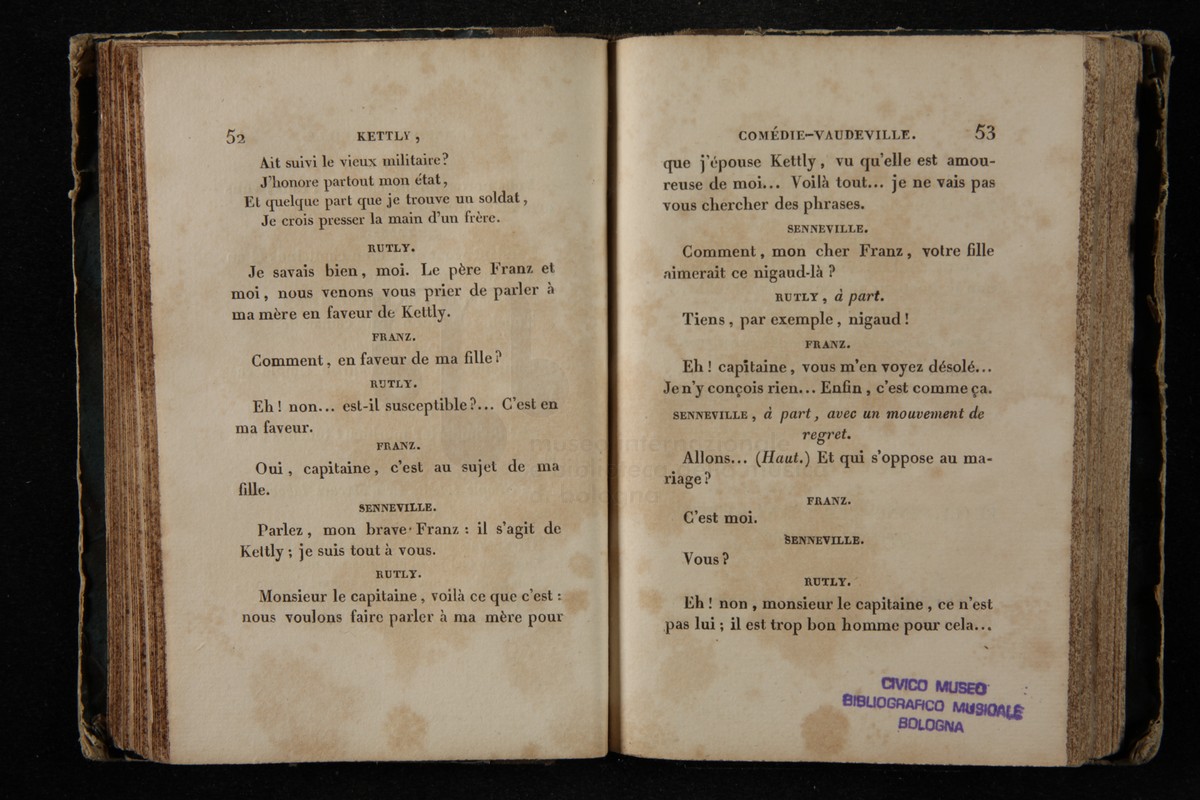 52 KETTLY,
Ait suivi le vieux militaire?
J'honore partout mon état,
Et quelque part que je trouve un soldat,
Je crois presser la main d'un frère.
RUTLY.
Je savais bien, moi. Le père Franz et
moi, nous venons vous prier de parler à
ma mère en faveur de Kettly.
FRANZ.
Comment, en faveur de ma fille?
RUTLY.
Eh! non... est-il susceptible?... C'est en
ma faveur.
FRANZ.
Oui, capitaine, c'est au sujet de ma
fille.
SENNEVILLE.
Parlez, mon brave Franz : il s'agit de
Kettly; je suis tout à vous.
RUTLY.
Monsieur le capitaine, voilà ce que c'est :
nous voulons faire parler à ma mère pour
COMÉDIE-VAUDEVILLE. 53
que j'épouse Kettly, vu qu'elle est amou-
reuse de moi... Voilà tout... je ne vais pas
vous chercher des phrases.
SENNEVILLE.
Comment, mon cher Franz, votre fille
aimerait ce nigaud-là?
RUTLY, à part.
Tiens, par exemple, nigaud!
FRANZ.
Eh! capitaine, vous m'en voyez désolé...
Je n'y conçois rien... Enfin, c'est comme ça.
SENNEVILLE, à part, avec un mouvement de
regret.
Allons... (Haut.) Et qui s'oppose au ma-
riage?
FRANZ.
C'est moi.
SENNEVILLE.
Vous?
RUTLY.
Eh! non, monsieur le capitaine, ce n'est
pas lui; il est trop bon homme pour cela...
CIVICO MUSEO
BIBLIOGRAFICO MUSICALE
BOLOGNA
museo internazionale
di bologna